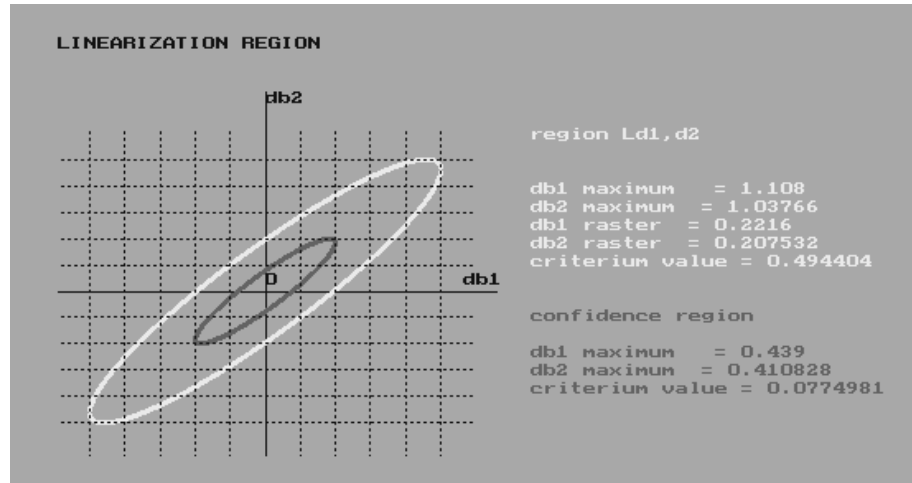 LINEARIZATION REGION
db2
region Ld1,d2
db1 maximum = 1.108
db2 maximum = 1.03766
db1 raster = 0.2216
db2 raster = 0.207532
criterium value = 0.494404
0
db1
confidence region
db1 maximum = 0.439
db2 maximum = 0.410828
criterium value = 0.0774981